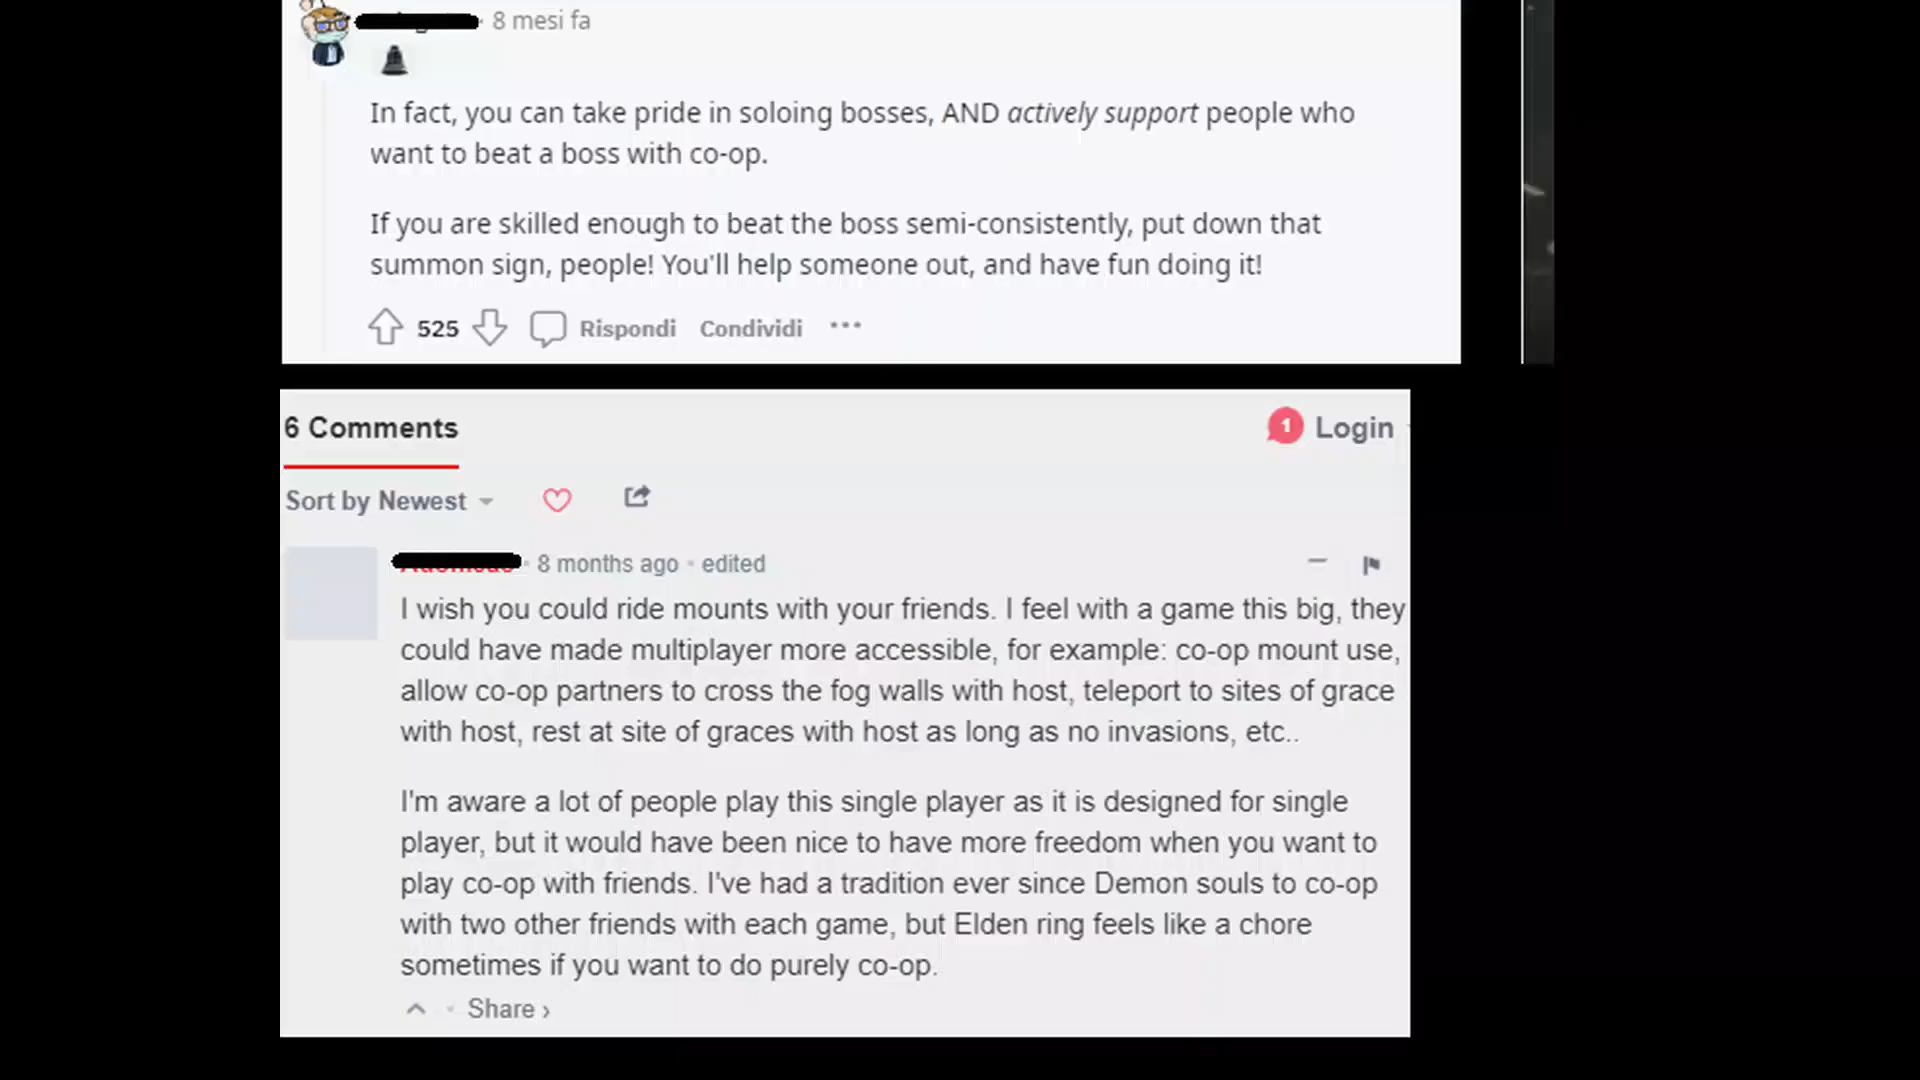 8 mesi fa
In fact, you can take pride in soloing bosses, AND actively support people who
want to beat a boss with co-op.
If you are skilled enough to beat the boss semi-consistently, put down that
summon sign, people! You'll help someone out, and have fun doing it!
525 Rispondi Condividi ···
6 Comments
1 Login
Sort by Newest
· 8 months ago · edited
I wish you could ride mounts with your friends. I feel with a game this big, they
could have made multiplayer more accessible, for example: co-op mount use,
allow co-op partners to cross the fog walls with host, teleport to sites of grace
with host, rest at site of graces with host as long as no invasions, etc..
I'm aware a lot of people play this single player as it is designed for single
player, but it would have been nice to have more freedom when you want to
play co-op with friends. I've had a tradition ever since Demon souls to co-op
with two other friends with each game, but Elden ring feels like a chore
sometimes if you want to do purely co-op.
· Share ›